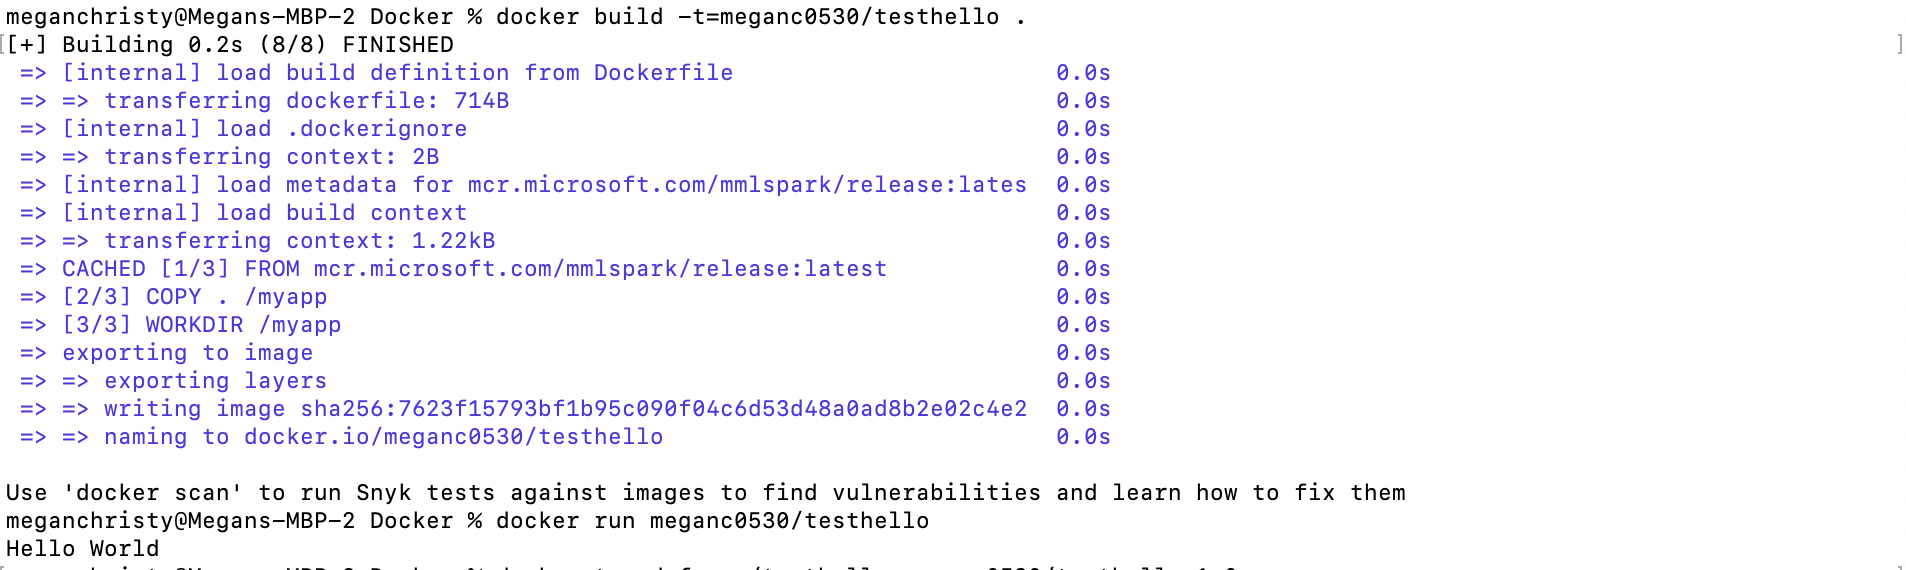 meganchristy@Megans-MBP-2 Docker % docker build -t=meganc0530/testhello .
[[+] Building 0.2s (8/8) FINISHED ]
=> [internal] load build definition from Dockerfile 0.0s
=> => transferring dockerfile: 714B 0.0s
=> [internal] load .dockerignore 0.0s
=> => transferring context: 2B 0.0s
=> [internal] load metadata for mcr.microsoft.com/mmlspark/release:lates 0.0s
=> [internal] load build context 0.0s
=> => transferring context: 1.22kB 0.0s
=> CACHED [1/3] FROM mcr.microsoft.com/mmlspark/release:latest 0.0s
=> [2/3] COPY . /myapp 0.0s
=> [3/3] WORKDIR /myapp 0.0s
=> exporting to image 0.0s
=> => exporting layers 0.0s
=> => writing image sha256:7623f15793bf1b95c090f04c6d53d48a0ad8b2e02c4e2 0.0s
=> => naming to docker.io/meganc0530/testhello 0.0s
Use 'docker scan' to run Snyk tests against images to find vulnerabilities and learn how to fix them
meganchristy@Megans-MBP-2 Docker % docker run meganc0530/testhello
Hello World